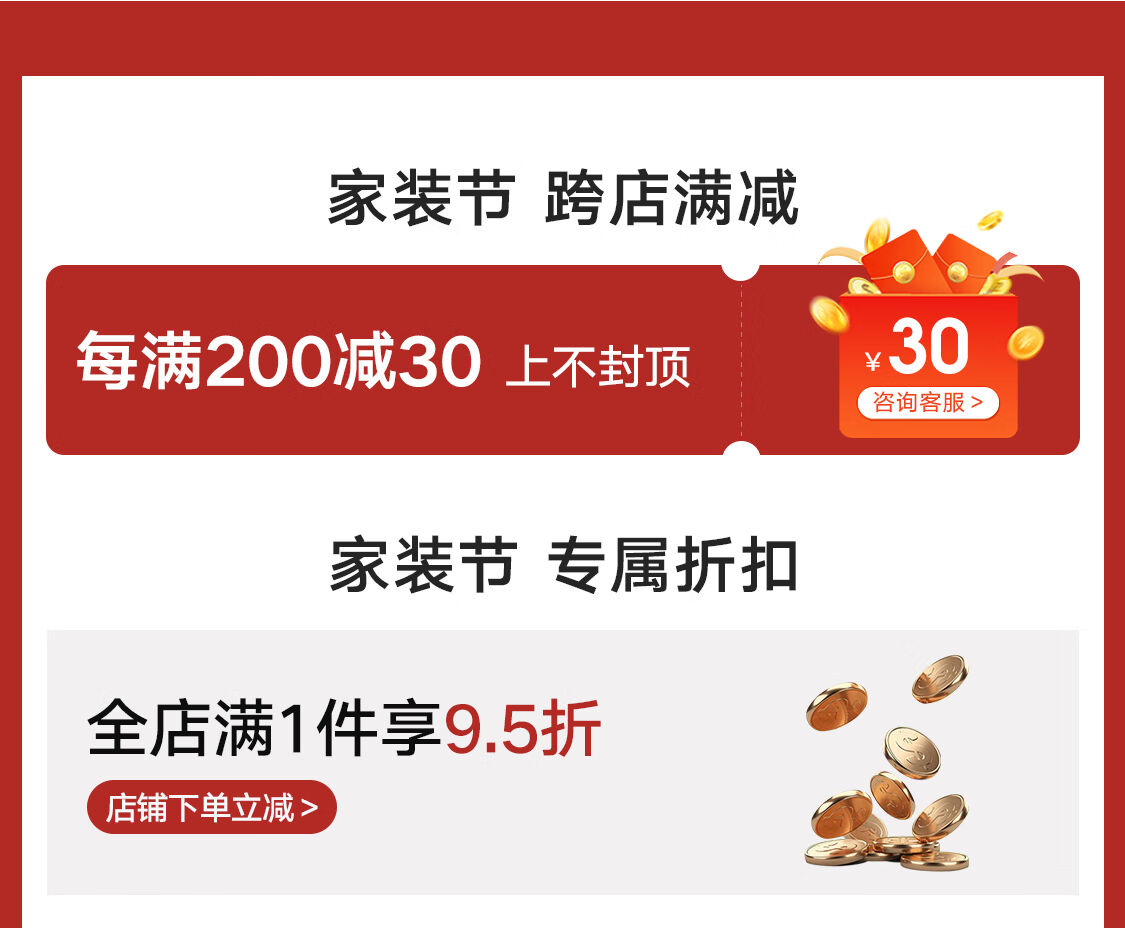 家装节 跨店满减
每满200减30 上不封顶
¥30
咨询客服 >
家装节 专属折扣
全店满1件享9.5折
店铺下单立减 >